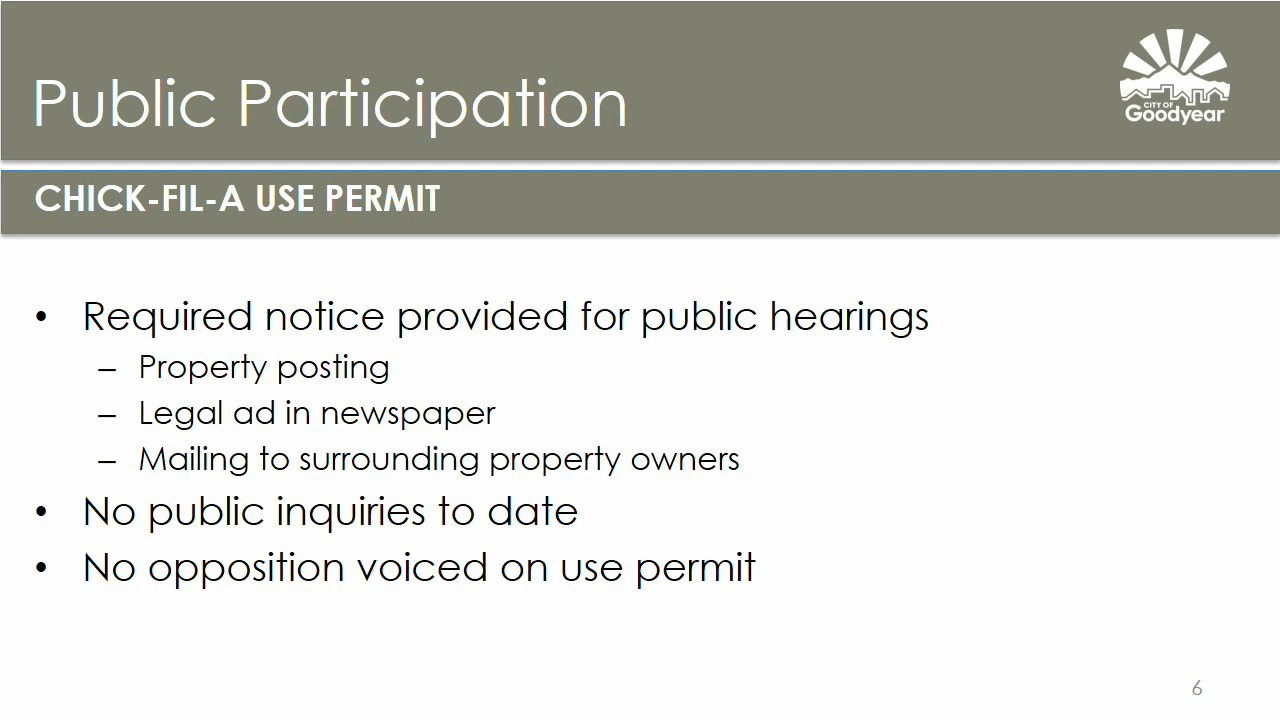 Public Participation
CITY OF
Goodyear
CHICK-FIL-A USE PERMIT
• Required notice provided for public hearings
– Property posting
– Legal ad in newspaper
– Mailing to surrounding property owners
• No public inquiries to date
• No opposition voiced on use permit
6